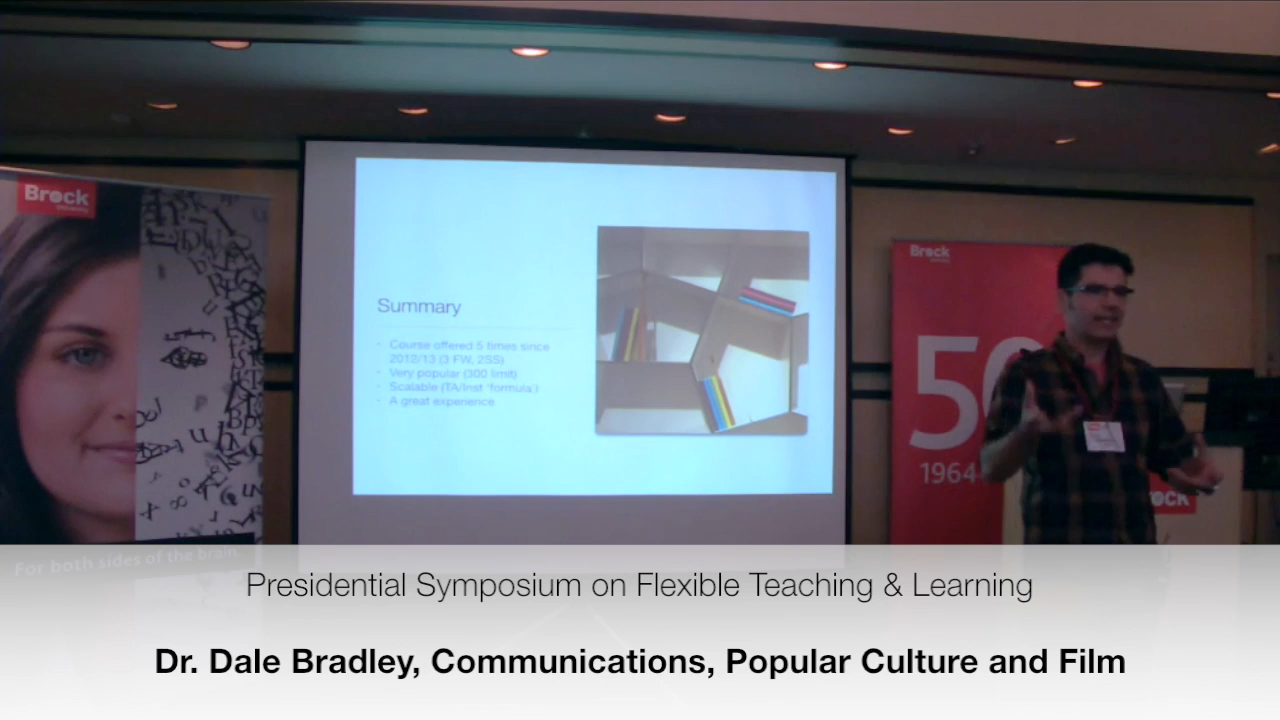 Brock
University
For both sides of the brain.
Summary
Course offered 5 times since
2012/13 (3 FW, 2SS)
Very popular (300 limit)
Scalable (TA/Inst 'formula')
A great experience
Brock
University
50
1964-
Presidential Symposium on Flexible Teaching & Learning
Dr. Dale Bradley, Communications, Popular Culture and Film